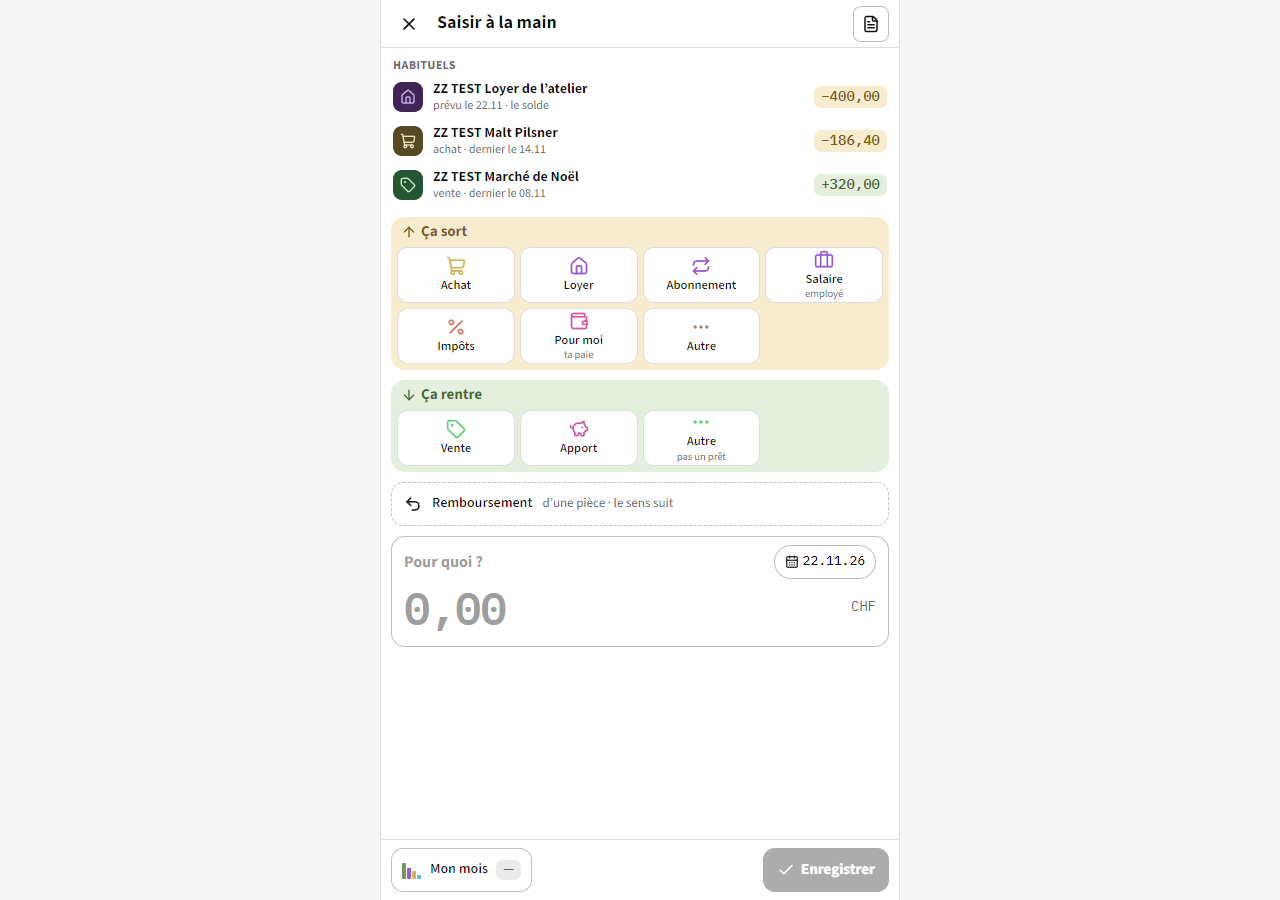 Saisir à la main
HABITUELS
ZZ TEST Loyer de l’atelier
prévu le 22.11 · le solde
−400,00
ZZ TEST Malt Pilsner
achat · dernier le 14.11
−186,40
ZZ TEST Marché de Noël
vente · dernier le 08.11
+320,00
Ça sort
Achat
Loyer
Abonnement
Salaire
employé
Impôts
Pour moi
ta paie
Autre
Ça rentre
Vente
Apport
Autre
pas un prêt
Remboursement d’une pièce · le sens suit
Pour quoi ?
22.11.26
0,00
CHF
Mon mois —
Enregistrer